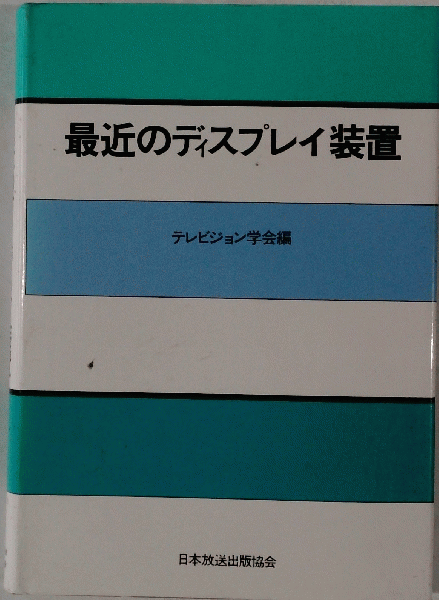 最近のディスプレイ装置
テレビジョン学会編
日本放送出版協会